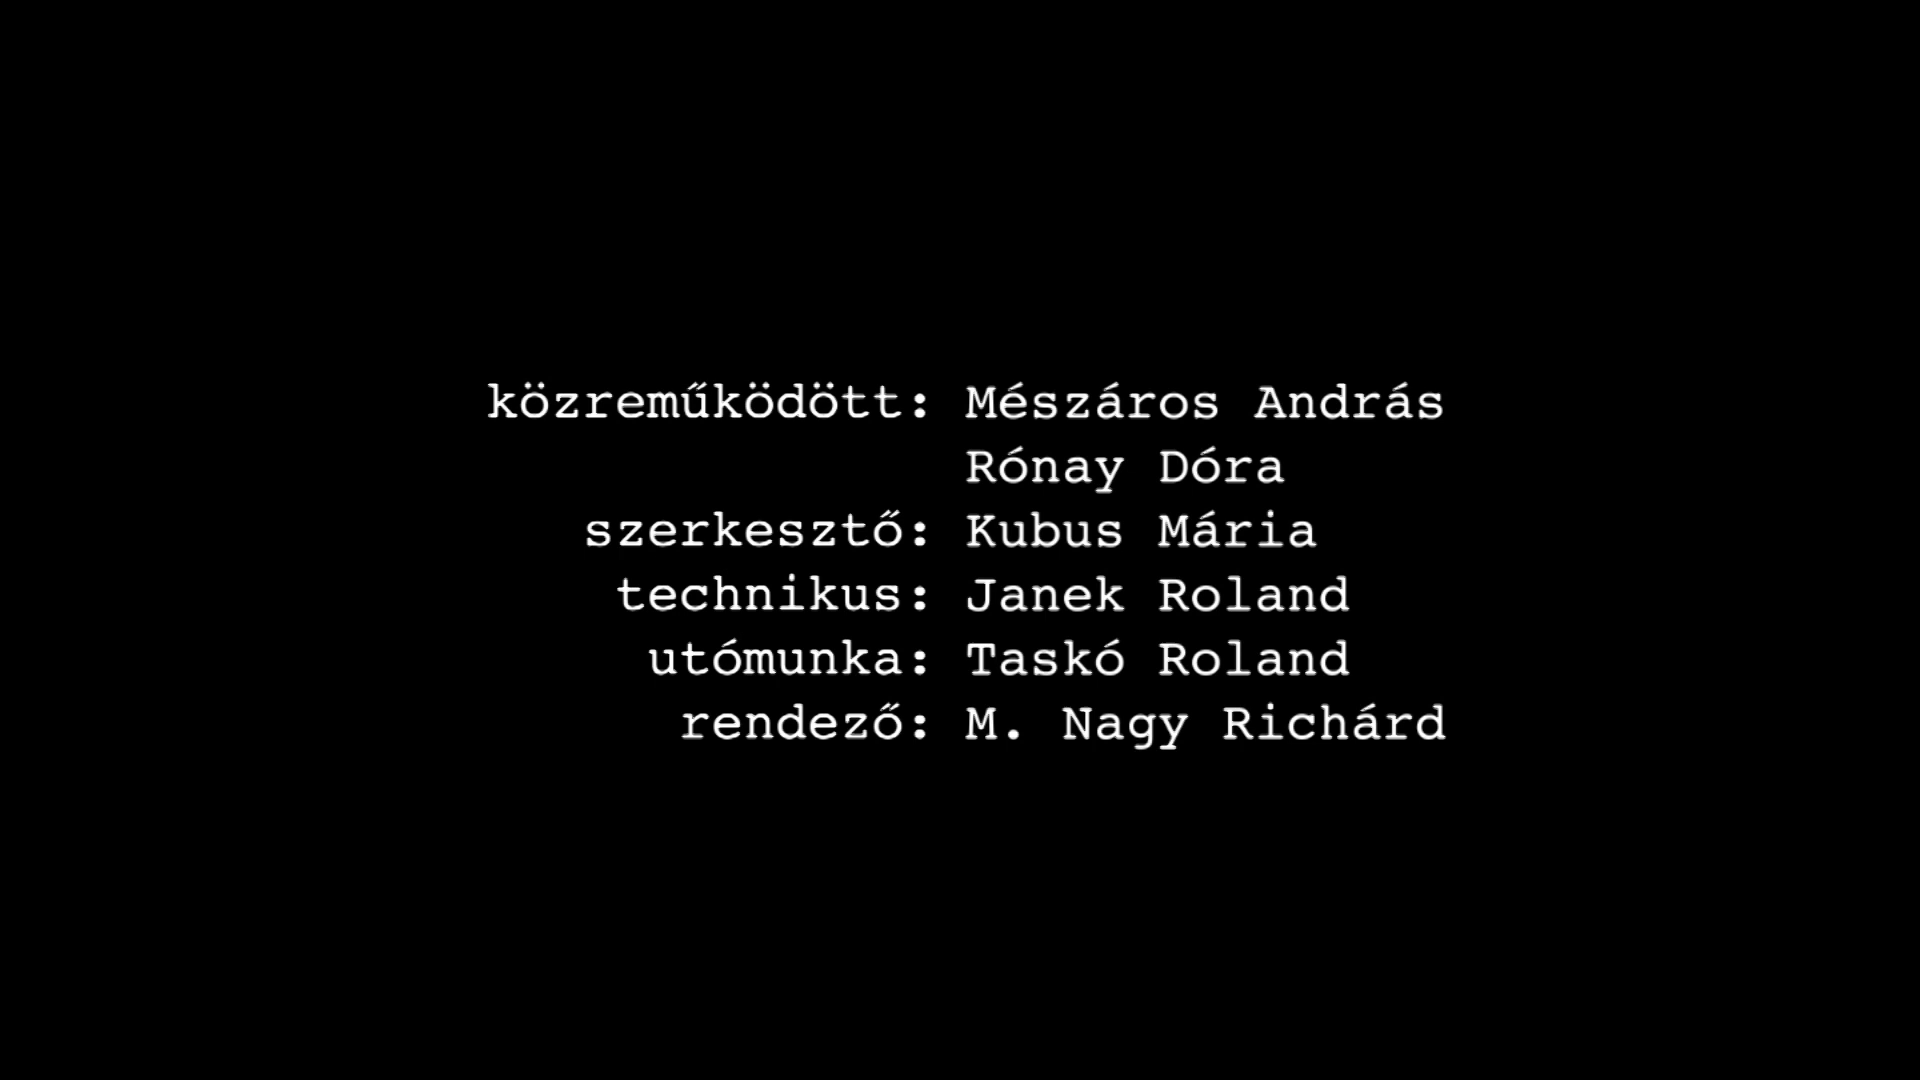 közreműködött: Mészáros András
Rónay Dóra
szerkesztő: Kubus Mária
technikus: Janek Roland
utómunka: Taskó Roland
rendező: M. Nagy Richárd